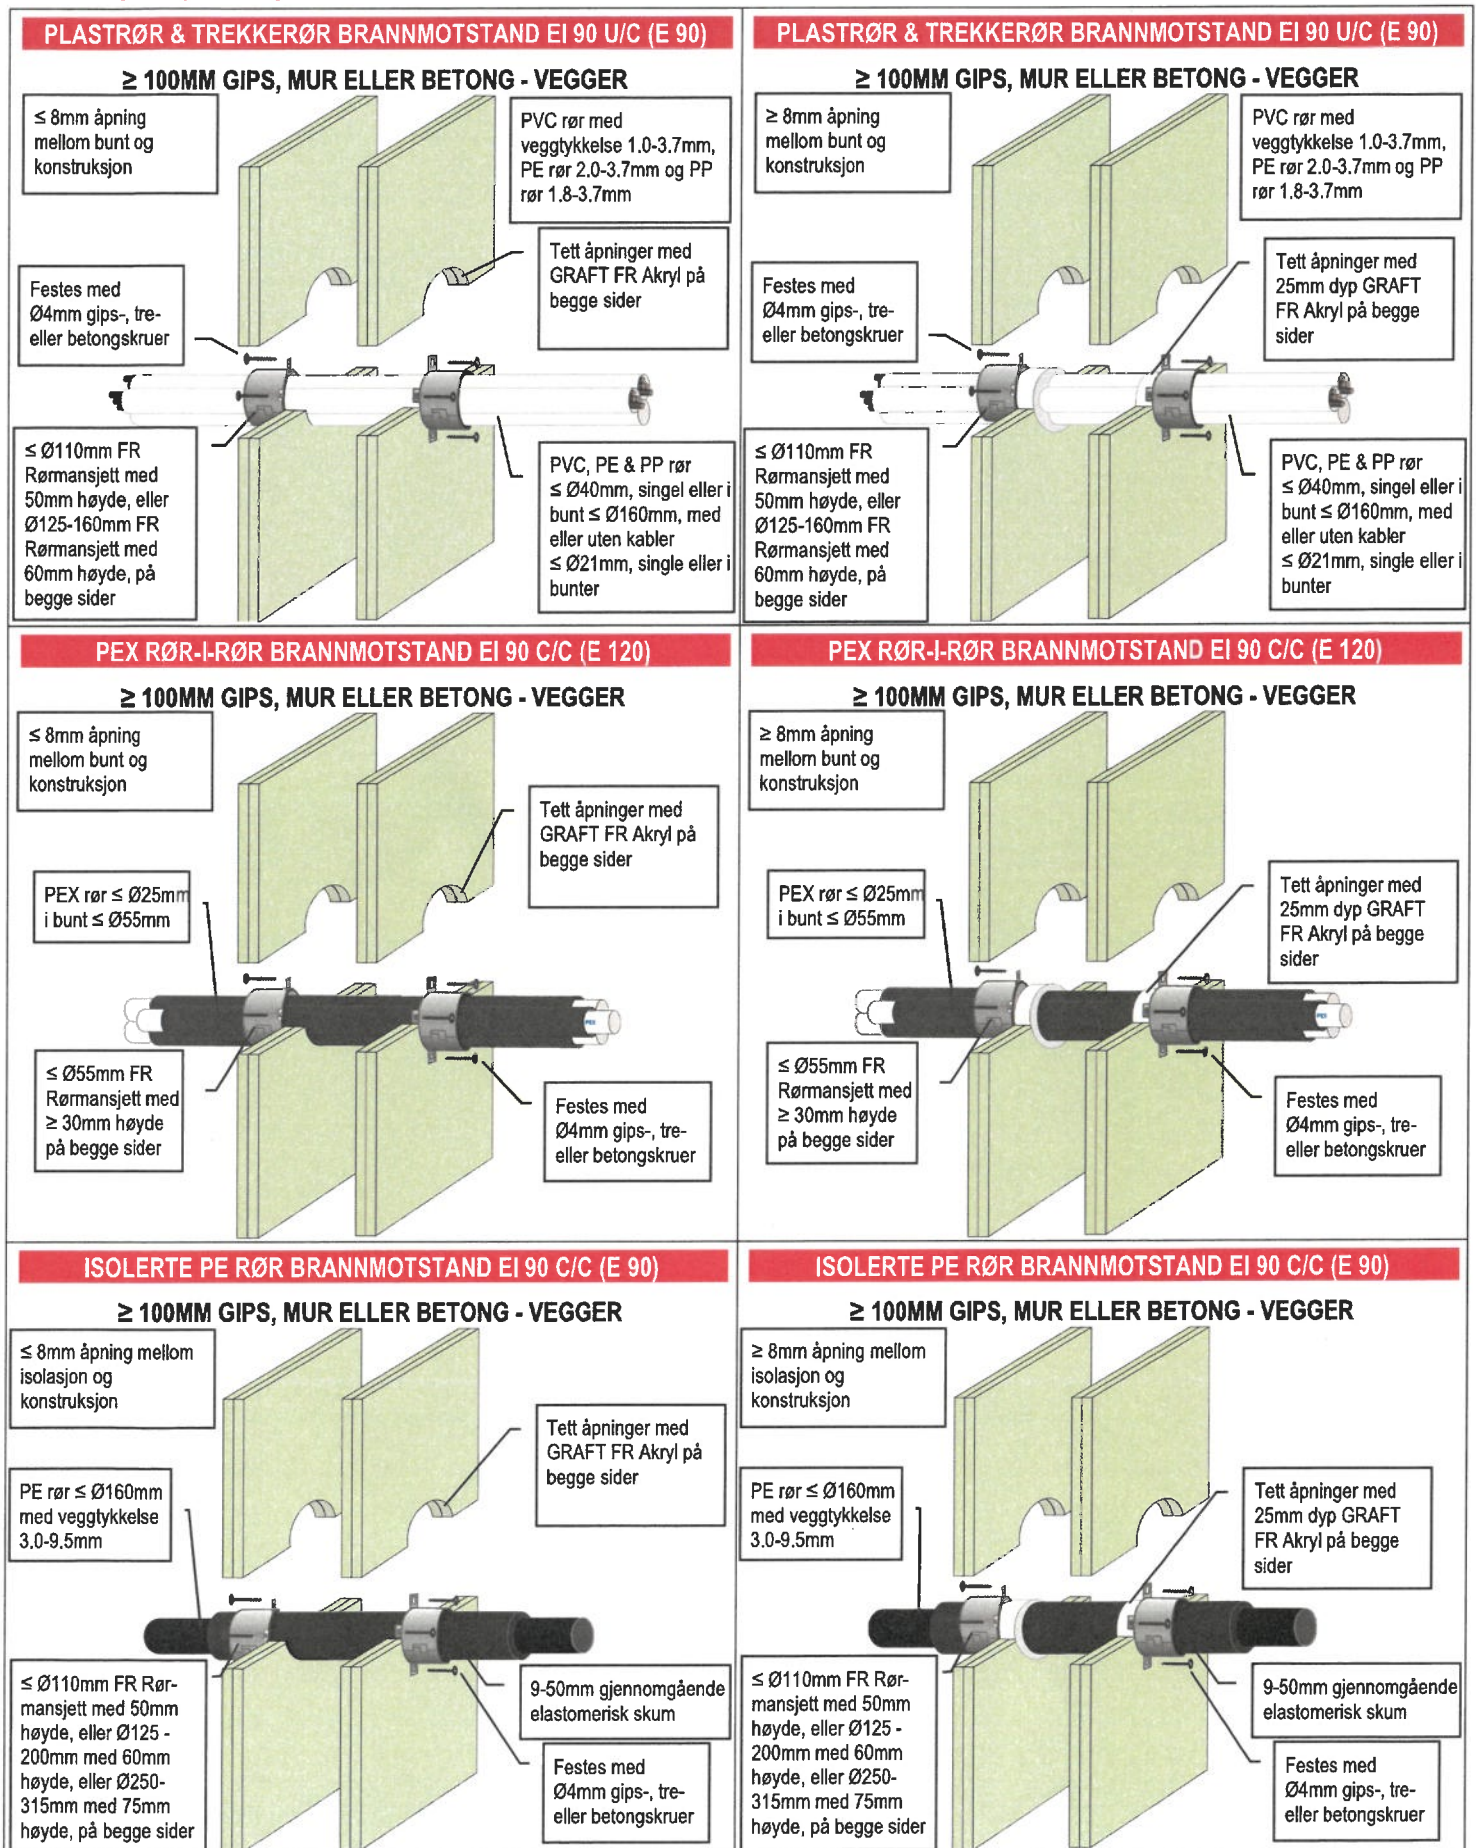 PLASTRØR & TREKKERØR BRANNMOTSTAND EI 90 U/C (E 90)
≥ 100MM GIPS, MUR ELLER BETONG - VEGGER
≤ 8mm åpning
mellom bunt og
konstruksjon
PVC rør med
veggtykkelse 1.0-3.7mm,
PE rør 2.0-3.7mm og PP
rør 1.8-3.7mm
Tett åpninger med
GRAFT FR Akryl på
begge sider
Festes med
Ø4mm gips-, tre-
eller betongskruer
≤ Ø110mm FR
Rørmansjett med
50mm høyde, eller
Ø125-160mm FR
Rørmansjett med
60mm høyde, på
begge sider
PVC, PE & PP rør
≤ Ø40mm, singel eller i
bunt ≤ Ø160mm, med
eller uten kabler
≤ Ø21mm, single eller i
bunter
PLASTRØR & TREKKERØR BRANNMOTSTAND EI 90 U/C (E 90)
≥ 100MM GIPS, MUR ELLER BETONG - VEGGER
≥ 8mm åpning
mellom bunt og
konstruksjon
PVC rør med
veggtykkelse 1.0-3.7mm,
PE rør 2.0-3.7mm og PP
rør 1.8-3.7mm
Tett åpninger med
25mm dyp GRAFT
FR Akryl på begge
sider
Festes med
Ø4mm gips-, tre-
eller betongskruer
≤ Ø110mm FR
Rørmansjett med
50mm høyde, eller
Ø125-160mm FR
Rørmansjett med
60mm høyde, på
begge sider
PVC, PE & PP rør
≤ Ø40mm, singel eller i
bunt ≤ Ø160mm, med
eller uten kabler
≤ Ø21mm, single eller i
bunter
PEX RØR-I-RØR BRANNMOTSTAND EI 90 C/C (E 120)
≥ 100MM GIPS, MUR ELLER BETONG - VEGGER
≤ 8mm åpning
mellom bunt og
konstruksjon
Tett åpninger med
GRAFT FR Akryl på
begge sider
PEX rør ≤ Ø25mm
i bunt ≤ Ø55mm
PEX
≤ Ø55mm FR
Rørmansjett med
≥ 30mm høyde
på begge sider
Festes med
Ø4mm gips-, tre-
eller betongskruer
PEX RØR-I-RØR BRANNMOTSTAND EI 90 C/C (E 120)
≥ 100MM GIPS, MUR ELLER BETONG - VEGGER
≥ 8mm åpning
mellom bunt og
konstruksjon
PEX rør ≤ Ø25mm
i bunt ≤ Ø55mm
Tett åpninger med
25mm dyp GRAFT
FR Akryl på begge
sider
PEX
≤ Ø55mm FR
Rørmansjett med
≥ 30mm høyde
på begge sider
Festes med
Ø4mm gips-, tre-
eller betongskruer
ISOLERTE PE RØR BRANNMOTSTAND EI 90 C/C (E 90)
≥ 100MM GIPS, MUR ELLER BETONG - VEGGER
≤ 8mm åpning mellom
isolasjon og
konstruksjon
Tett åpninger med
GRAFT FR Akryl på
begge sider
PE rør ≤ Ø160mm
med veggtykkelse
3.0-9.5mm
≤ Ø110mm FR Rør-
mansjett med 50mm
høyde, eller Ø125 -
200mm med 60mm
høyde, eller Ø250-
315mm med 75mm
høyde, på begge sider
9-50mm gjennomgående
elastomerisk skum
Festes med
Ø4mm gips-, tre-
eller betongskruer
ISOLERTE PE RØR BRANNMOTSTAND EI 90 C/C (E 90)
≥ 100MM GIPS, MUR ELLER BETONG - VEGGER
≥ 8mm åpning mellom
isolasjon og
konstruksjon
PE rør ≤ Ø160mm
med veggtykkelse
3.0-9.5mm
Tett åpninger med
25mm dyp GRAFT
FR Akryl på begge
sider
≤ Ø110mm FR Rør-
mansjett med 50mm
høyde, eller Ø125 -
200mm med 60mm
høyde, eller Ø250-
315mm med 75mm
høyde, på begge sider
9-50mm gjennomgående
elastomerisk skum
Festes med
Ø4mm gips-, tre-
eller betongskruer